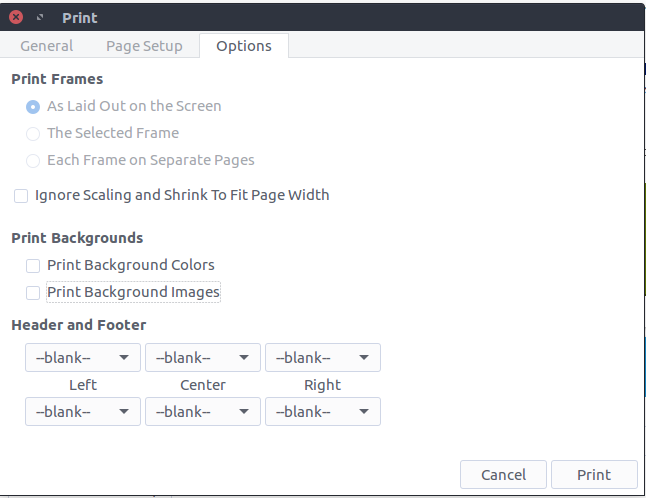 Print
General Page Setup Options
Print Frames
As Laid Out on the Screen
The Selected Frame
Each Frame on Separate Pages
Ignore Scaling and Shrink To Fit Page Width
Print Backgrounds
Print Background Colors
Print Background Images
Header and Footer
--blank-- --blank-- --blank--
Left Center Right
--blank-- --blank-- --blank--
Cancel Print